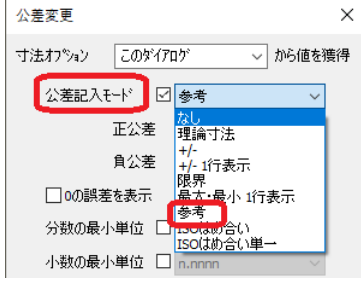 公差変更
寸法ｵﾌﾟｼｮﾝ このﾀﾞｲｱﾛｸﾞ から値を獲得
公差記入ﾓｰﾄﾞ 参考
なし
正公差 理論寸法
+/-
負公差 +/- 1行表示
限界
0の誤差を表示 最大・最小 1行表示
参考
分数の最小単位 ISOはめ合い
ISOはめ合い単一
小数の最小単位 n.nnnn